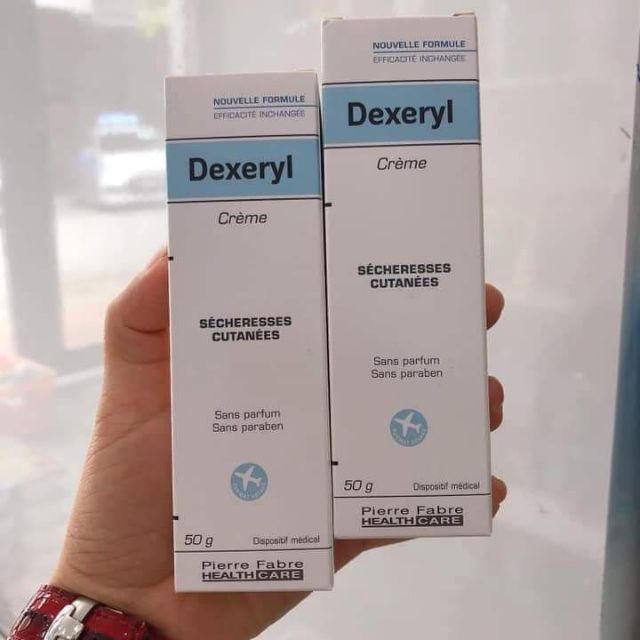 NOUVELLE FORMULE
EFFICACITÉ INCHANGÉE
Dexeryl
Crème
SÉCHERESSES
CUTANÉES
Sans parfum
Sans paraben
50 g
Dispositif médical
Pierre Fabre
HEALTH CARE
NOUVELLE FORMULE
EFFICACITÉ INCHANGÉE
Dexeryl
Crème
SÉCHERESSES
CUTANÉES
Sans parfum
Sans paraben
50 g
Dispositif médical
Pierre Fabre
HEALTH CARE